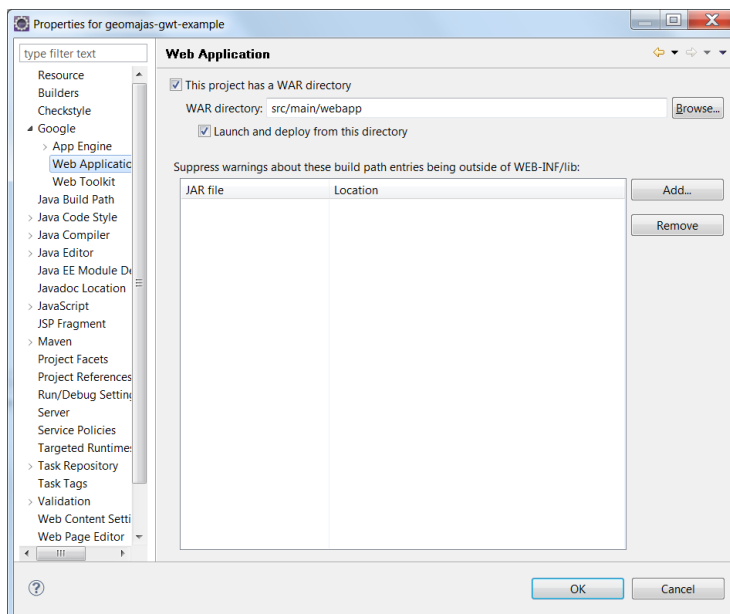 Properties for geomajas-gwt-example
type filter text
Resource
Builders
Checkstyle
Google
App Engine
Web Applicatic
Web Toolkit
Java Build Path
Java Code Style
Java Compiler
Java Editor
Java EE Module De
Javadoc Location
JavaScript
JSP Fragment
Maven
Project Facets
Project References
Run/Debug Setting
Server
Service Policies
Targeted Runtimes
Task Repository
Task Tags
Validation
Web Content Setti
Web Page Editor
Web Application
This project has a WAR directory
WAR directory: src/main/webapp Browse...
Launch and deploy from this directory
Suppress warnings about these build path entries being outside of WEB-INF/lib:
JAR file Location
Add...
Remove
OK Cancel